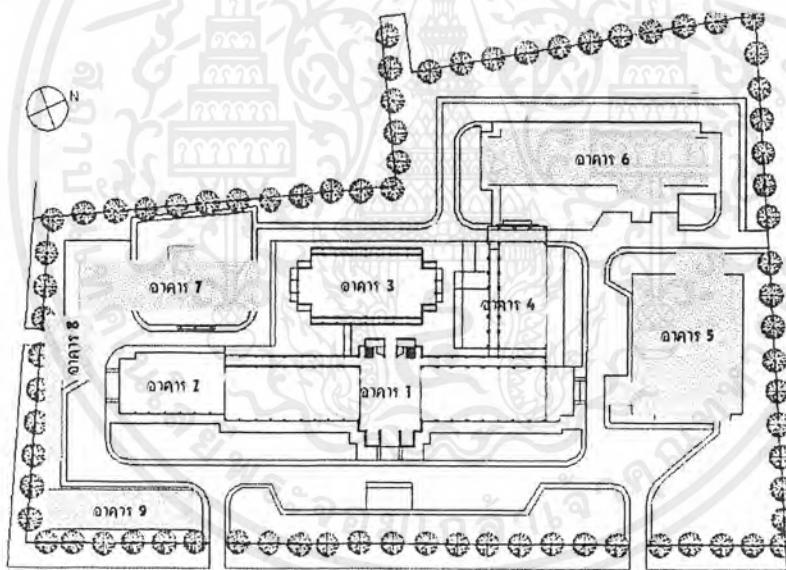 N
อาคาร 6
อาคาร 7
อาคาร 3
อาคาร 4
อาคาร 5
อาคาร 8
อาคาร 2
อาคาร 1
อาคาร 9